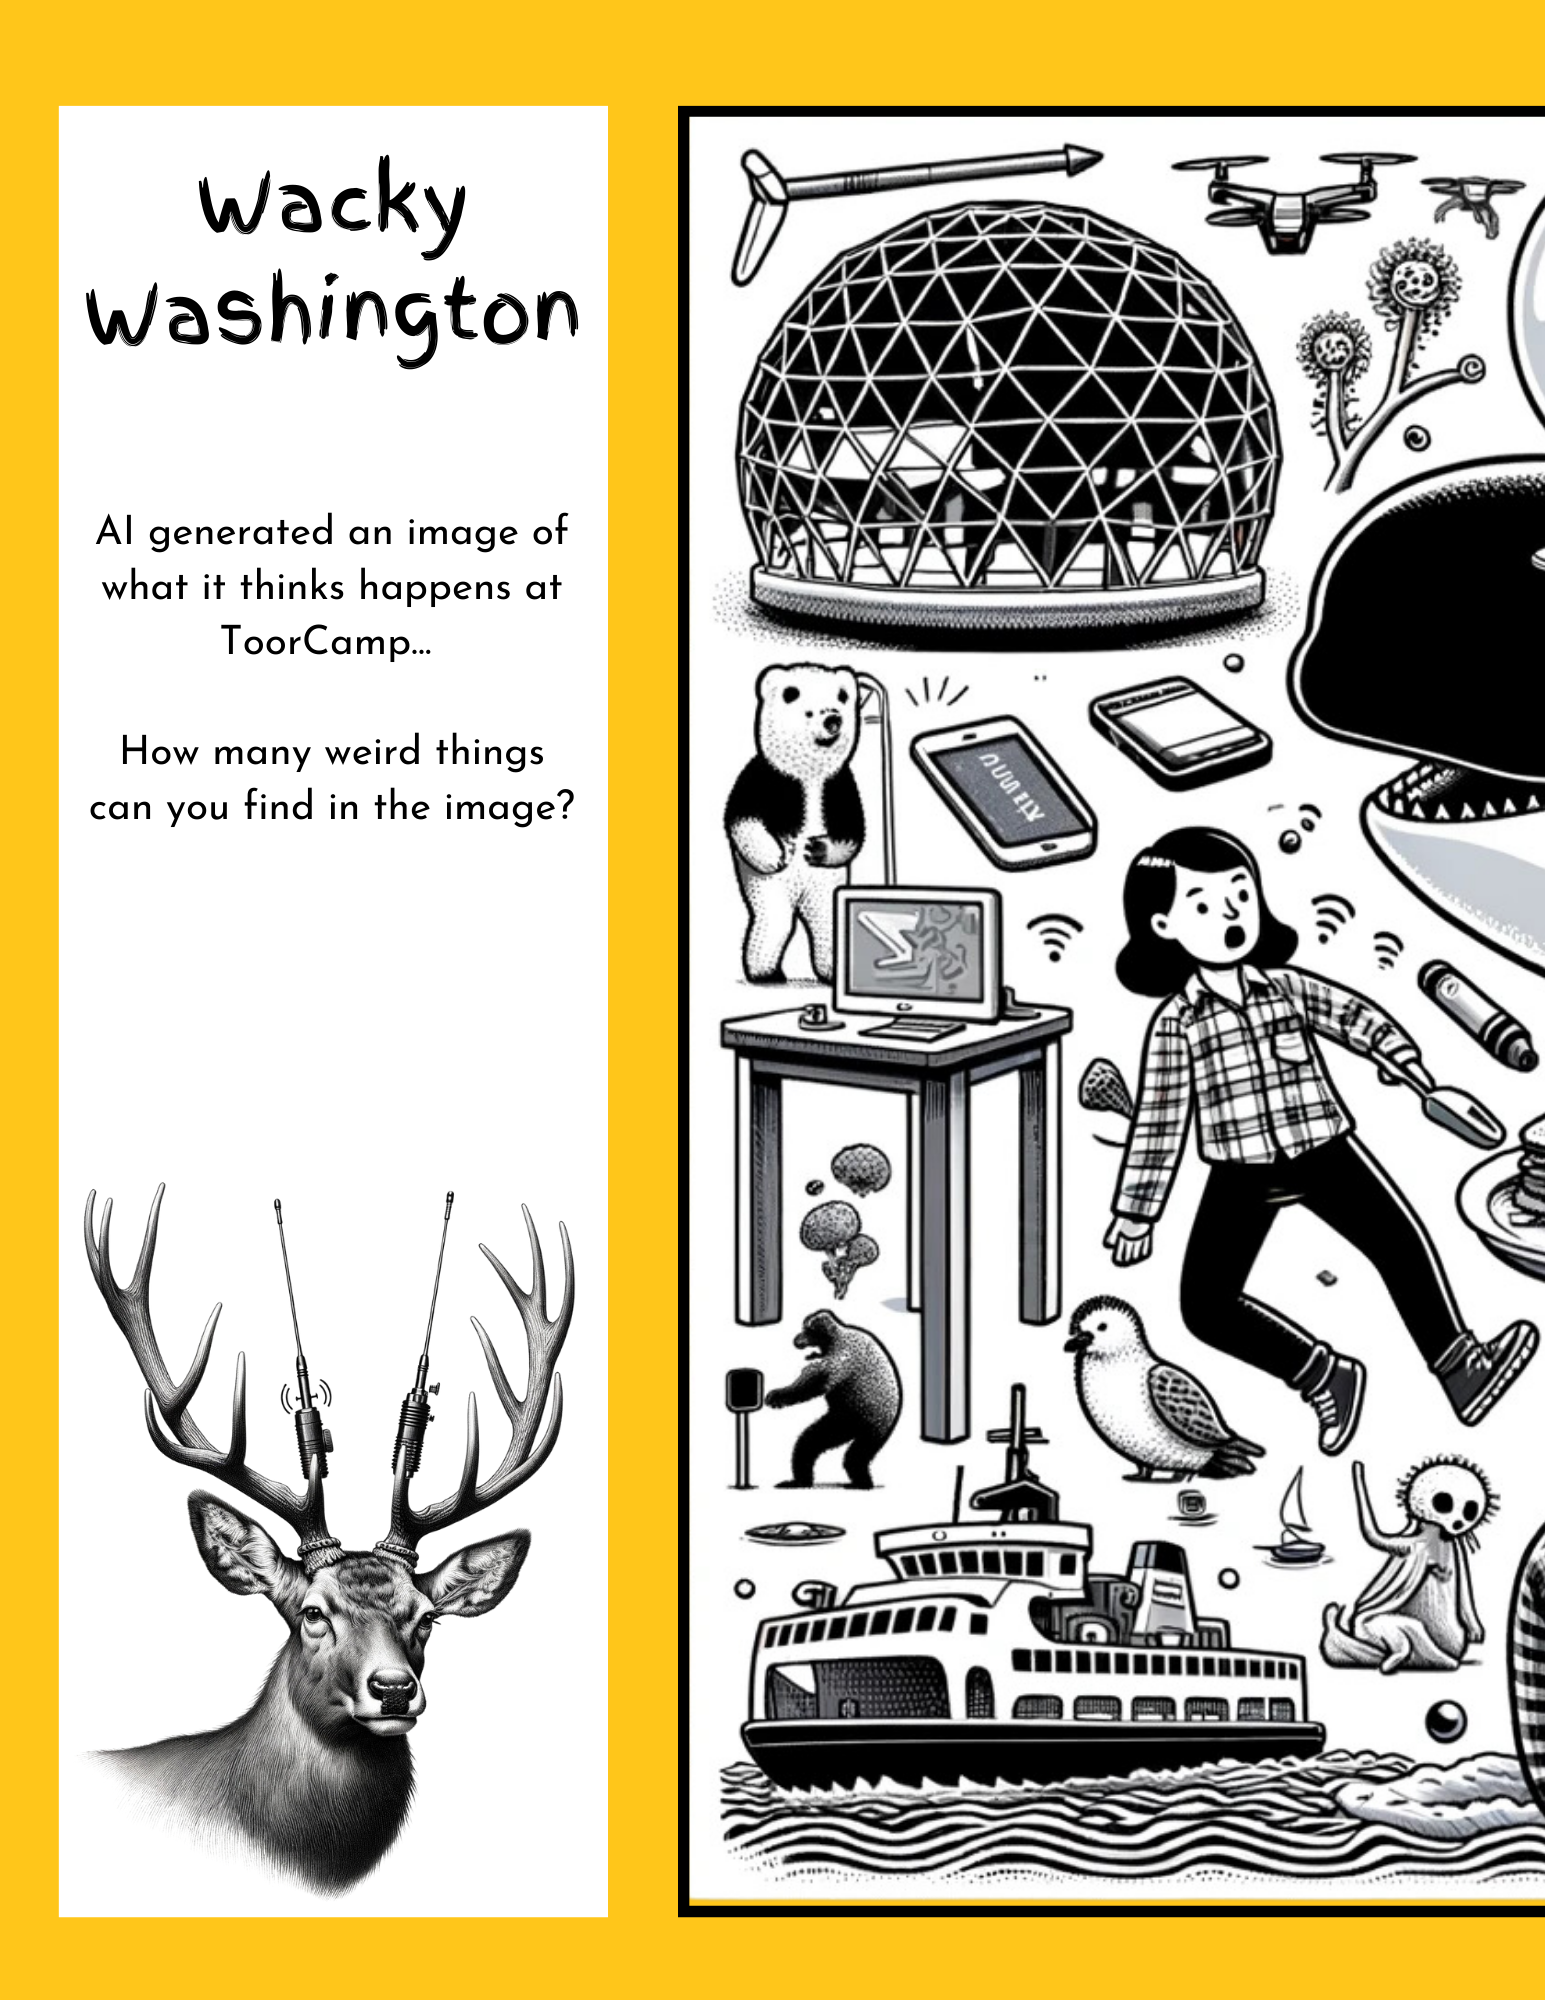 Wacky
Washington
AI generated an image of
what it thinks happens at
ToorCamp...
How many weird things
can you find in the image?